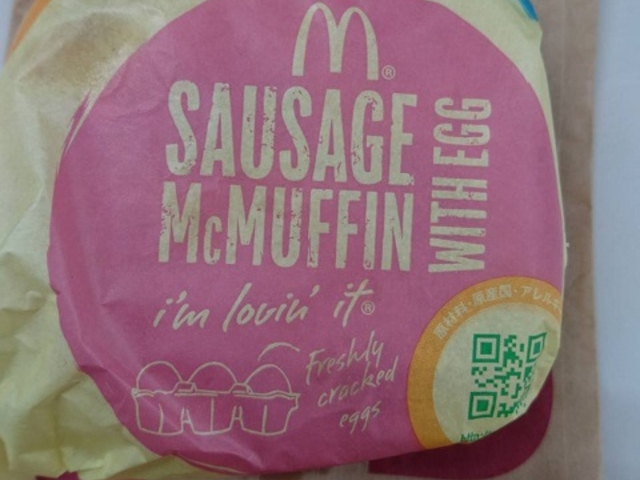 SAUSAGE
McMUFFIN
WITH EGG
i'm lovin' it®
Freshly
cracked
eggs
原材料・原産国・アレルギ